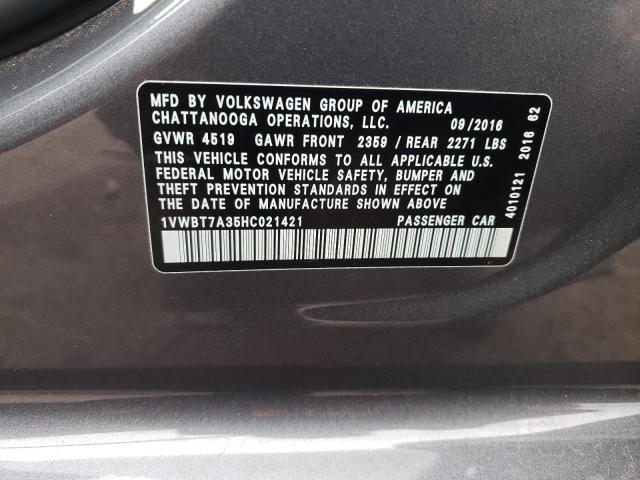 MFD BY VOLKSWAGEN GROUP OF AMERICA
CHATTANOOGA OPERATIONS, LLC. 09/2016
GVWR 4519 GAWR FRONT 2359 / REAR 2271 LBS
THIS VEHICLE CONFORMS TO ALL APPLICABLE U.S.
FEDERAL MOTOR VEHICLE SAFETY, BUMPER AND
THEFT PREVENTION STANDARDS IN EFFECT ON
THE DATE OF MANUFACTURE SHOWN ABOVE
1VWBT7A35HC021421 PASSENGER CAR
4010121 2016 62